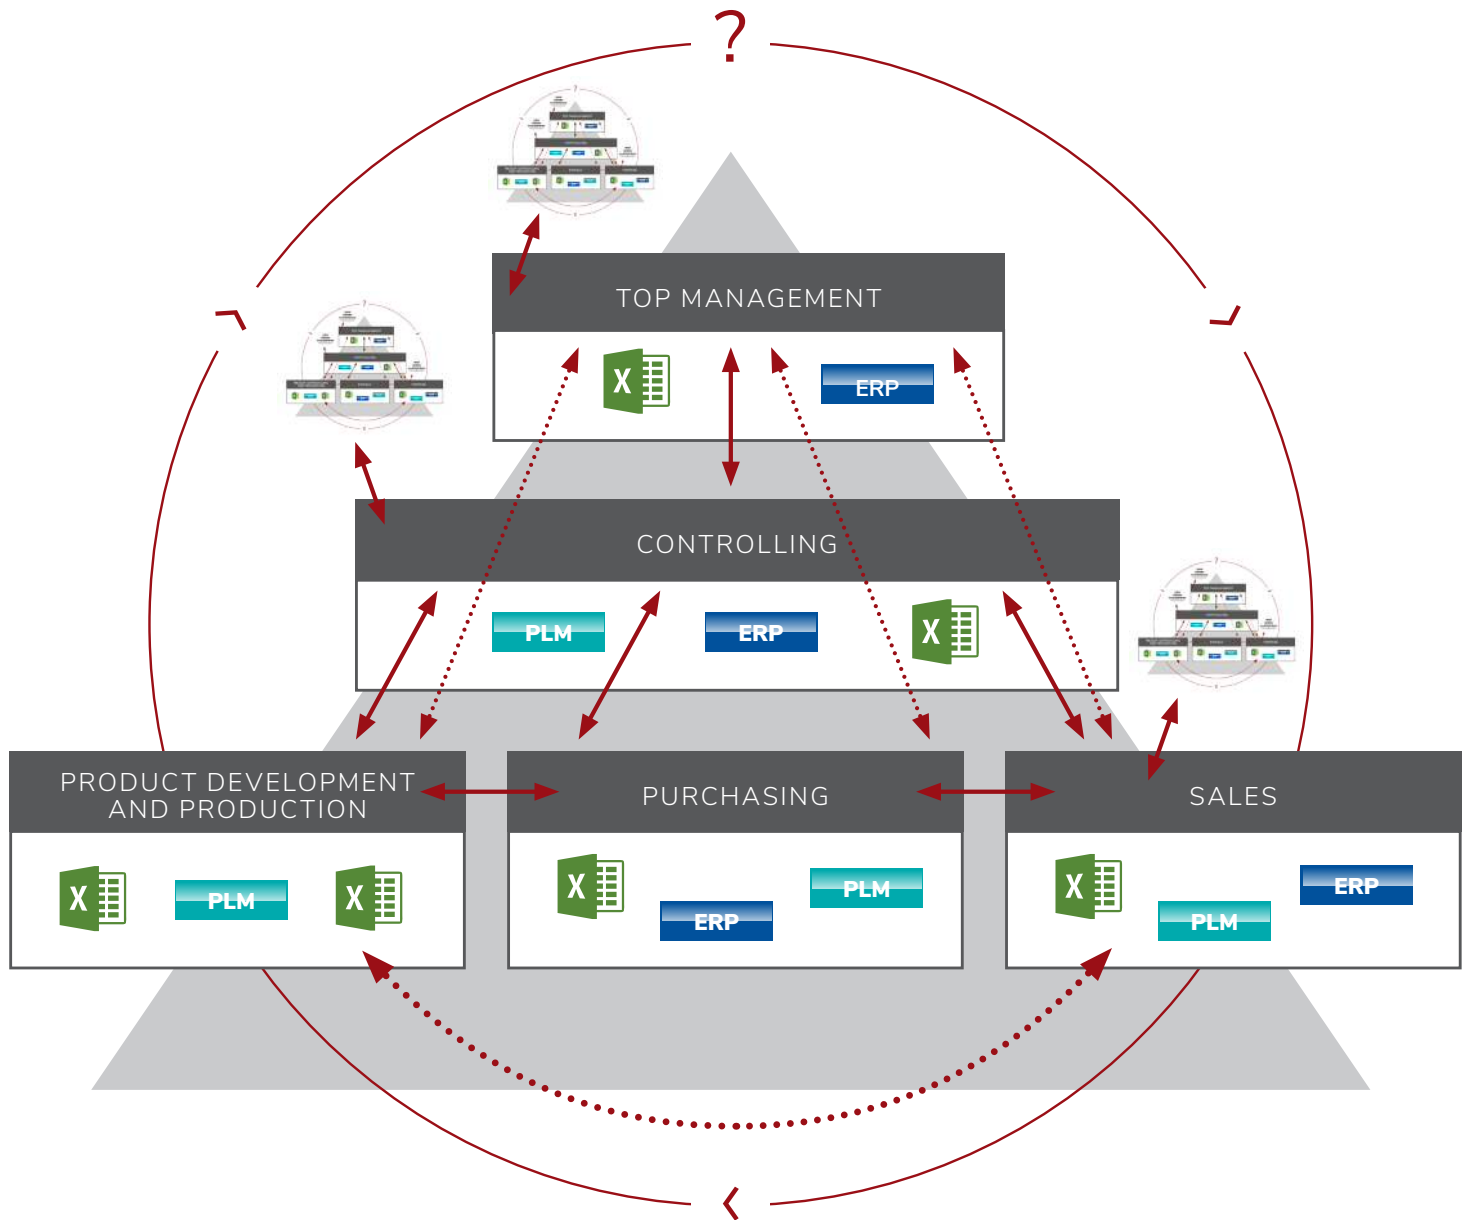 ?
TOP MANAGEMENT
X
ERP
CONTROLLING
PLM
ERP
X
PRODUCT DEVELOPMENT
AND PRODUCTION
PURCHASING
SALES
X
PLM
X
X
ERP
PLM
X
PLM
ERP